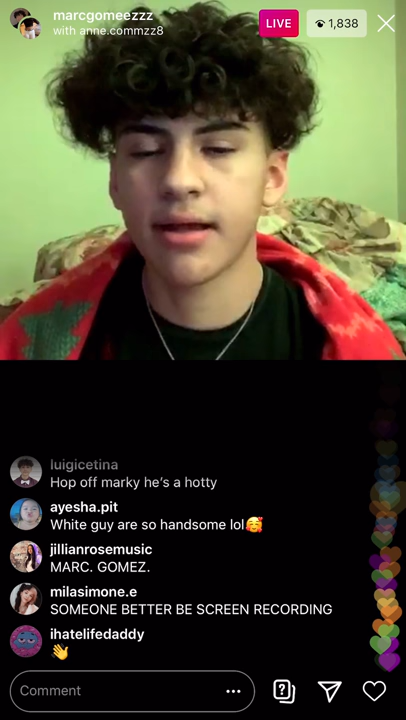 marcgomeezzz
with anne.commzz8
LIVE
1,838
luigicetina
Hop off marky he's a hotty
ayesha.pit
White guy are so handsome lol🥰
jillianrosemusic
MARC. GOMEZ.
milasimone.e
SOMEONE BETTER BE SCREEN RECORDING
ihatelifedaddy
👋
Comment